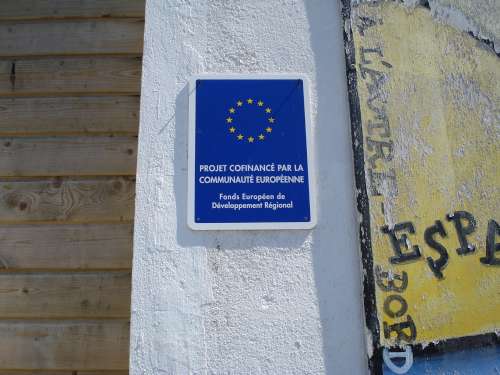 PROJET COFINANCÉ PAR LA
COMMUNAUTÉ EUROPÉENNE
Fonds Européen de
Développement Régional
A L'AUTRE BORD
ESPA